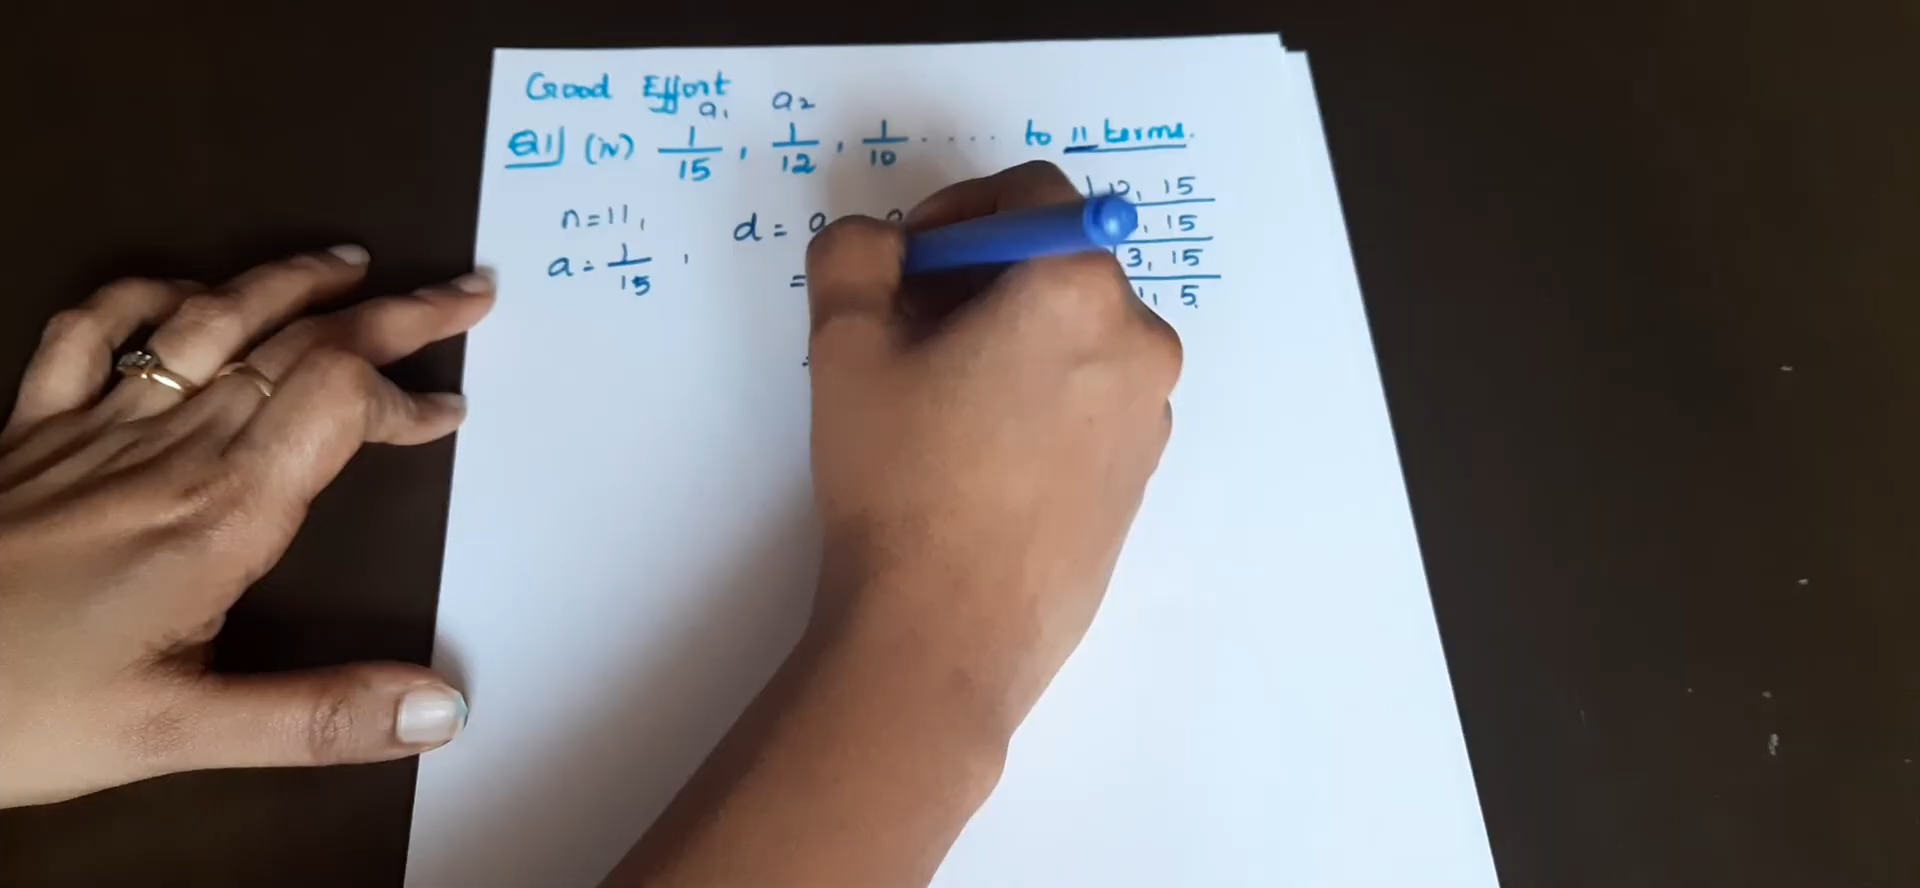 Good Effort
a₁ a₂
Q1) (iv) 1/15, 1/12, 1/10 ..... to 11 terms.
n=11, d = a
a = 1/15, =
12, 15
, 15
3, 15
1, 5